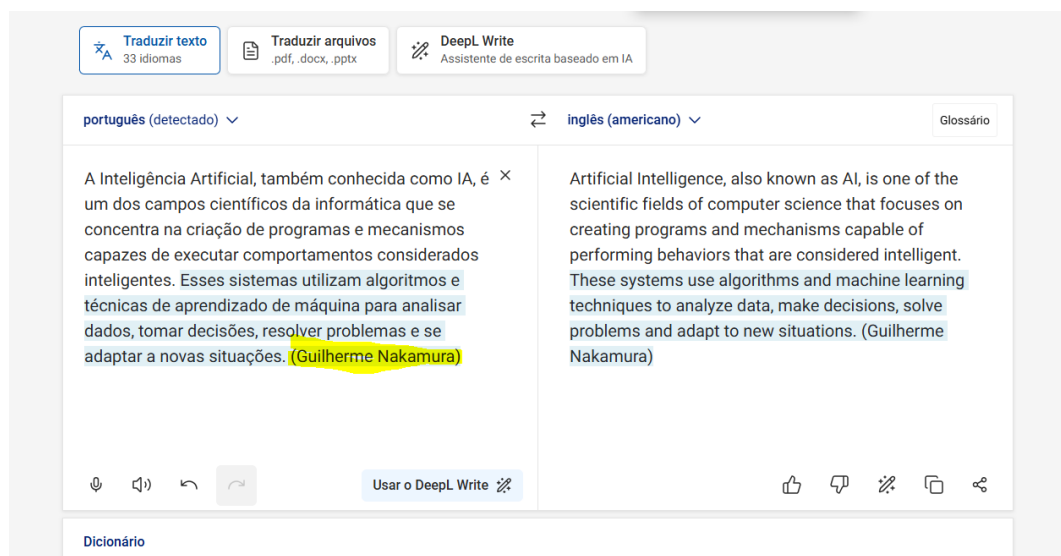 Traduzir texto
33 idiomas
Traduzir arquivos
.pdf, .docx, .pptx
DeepL Write
Assistente de escrita baseado em IA
português (detectado)
inglês (americano)
Glossário
A Inteligência Artificial, também conhecida como IA, é
um dos campos científicos da informática que se
concentra na criação de programas e mecanismos
capazes de executar comportamentos considerados
inteligentes. Esses sistemas utilizam algoritmos e
técnicas de aprendizado de máquina para analisar
dados, tomar decisões, resolver problemas e se
adaptar a novas situações. (Guilherme Nakamura)
Usar o DeepL Write
Artificial Intelligence, also known as AI, is one of the
scientific fields of computer science that focuses on
creating programs and mechanisms capable of
performing behaviors that are considered intelligent.
These systems use algorithms and machine learning
techniques to analyze data, make decisions, solve
problems and adapt to new situations. (Guilherme
Nakamura)
Dicionário